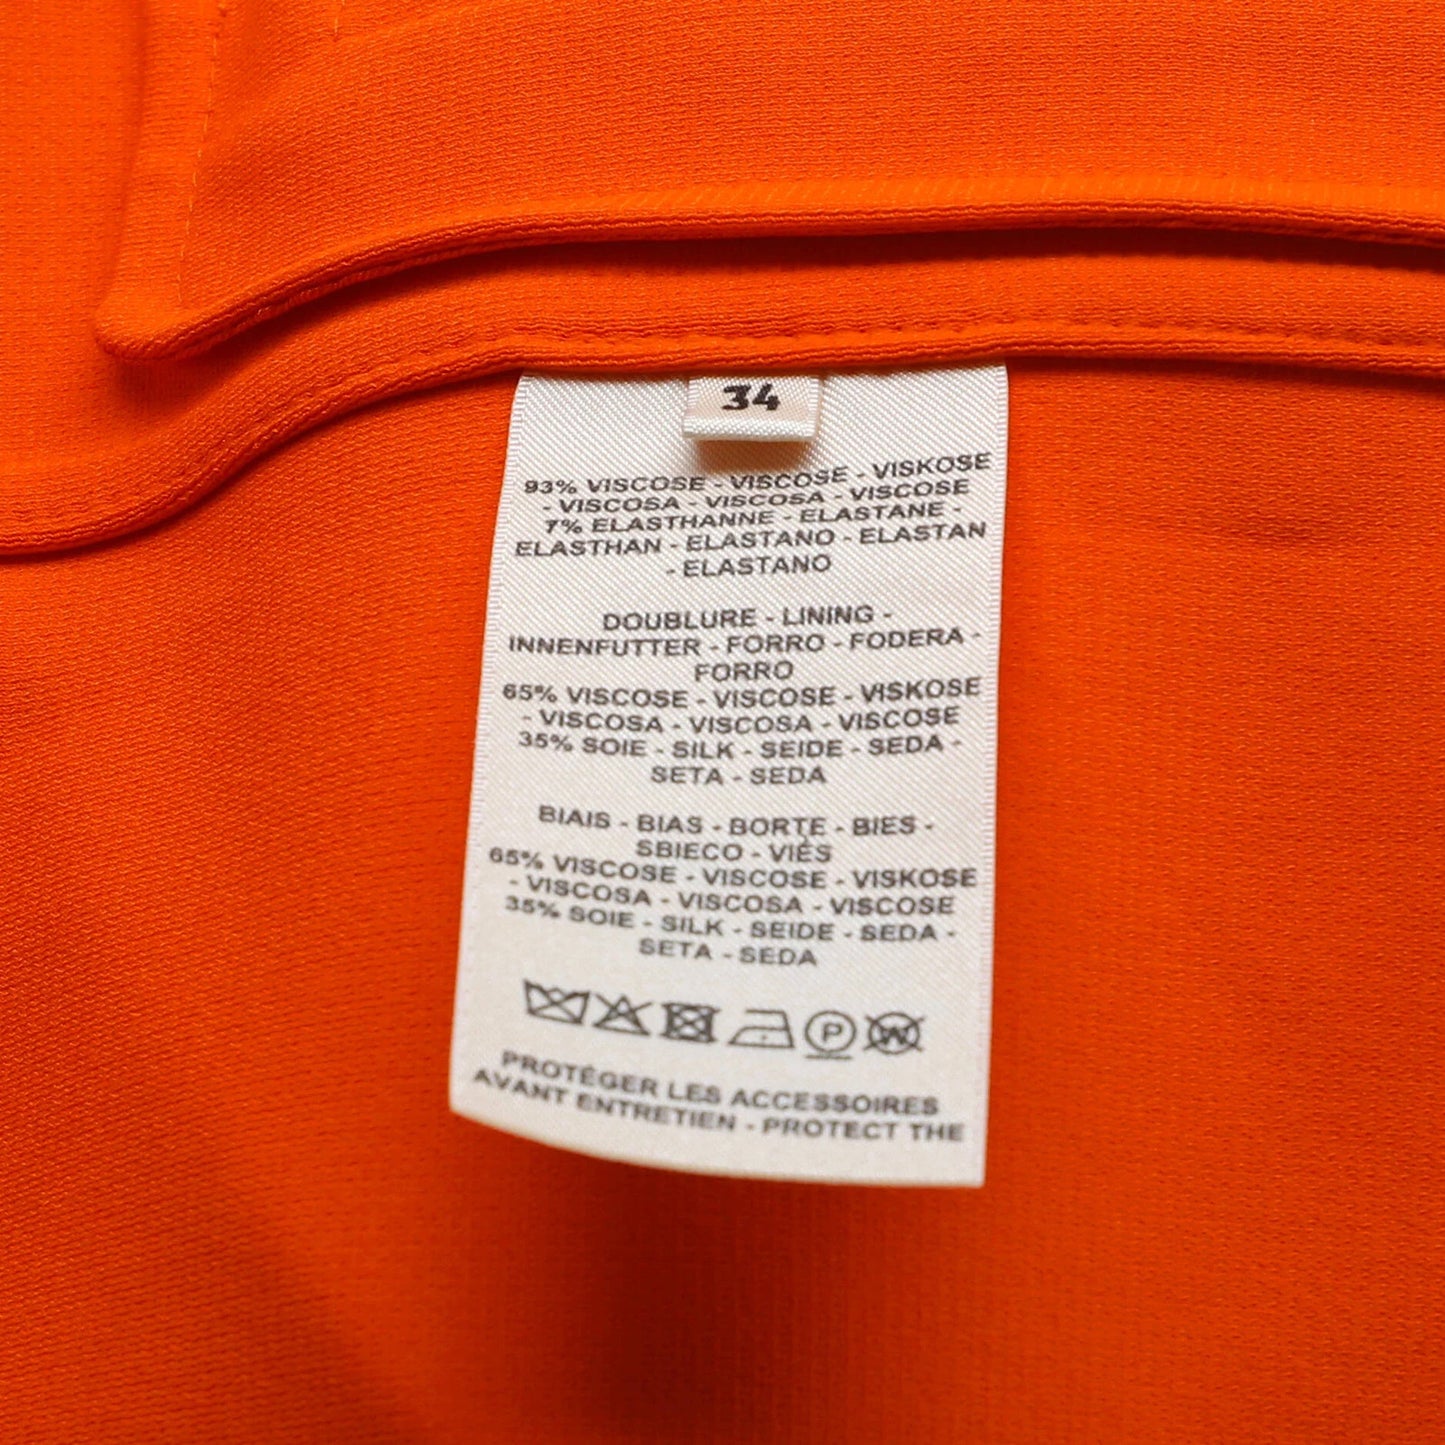 34
93% VISCOSE - VISCOSE - VISKOSE
- VISCOSA - VISCOSA - VISCOSE
7% ELASTHANNE - ELASTANE -
ELASTHAN - ELASTANO - ELASTAN
- ELASTANO
DOUBLURE - LINING -
INNENFUTTER - FORRO - FODERA -
FORRO
65% VISCOSE - VISCOSE - VISKOSE
- VISCOSA - VISCOSA - VISCOSE
35% SOIE - SILK - SEIDE - SEDA -
SETA - SEDA
BIAIS - BIAS - BORTE - BIES -
SBIECO - VIÉS
65% VISCOSE - VISCOSE - VISKOSE
- VISCOSA - VISCOSA - VISCOSE
35% SOIE - SILK - SEIDE - SEDA -
SETA - SEDA
P W
PROTÉGER LES ACCESSOIRES
AVANT ENTRETIEN - PROTECT THE